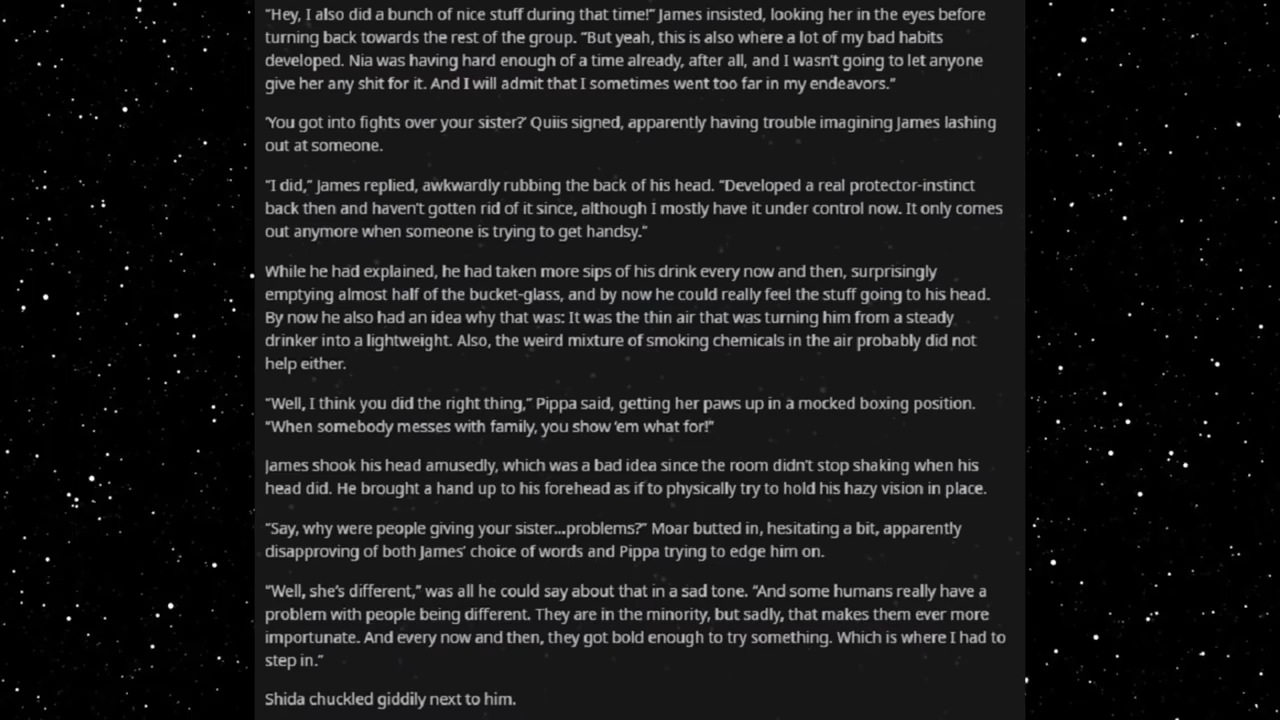 “Hey, I also did a bunch of nice stuff during that time!” James insisted, looking her in the eyes before
turning back towards the rest of the group. “But yeah, this is also where a lot of my bad habits
developed. Nia was having hard enough of a time already, after all, and I wasn’t going to let anyone
give her any shit for it. And I will admit that I sometimes went too far in my endeavors.”
‘You got into fights over your sister?’ Quiis signed, apparently having trouble imagining James lashing
out at someone.
“I did,” James replied, awkwardly rubbing the back of his head. “Developed a real protector-instinct
back then and haven’t gotten rid of it since, although I mostly have it under control now. It only comes
out anymore when someone is trying to get handsy.”
While he had explained, he had taken more sips of his drink every now and then, surprisingly
emptying almost half of the bucket-glass, and by now he could really feel the stuff going to his head.
By now he also had an idea why that was: It was the thin air that was turning him from a steady
drinker into a lightweight. Also, the weird mixture of smoking chemicals in the air probably did not
help either.
“Well, I think you did the right thing,” Pippa said, getting her paws up in a mocked boxing position.
“When somebody messes with family, you show ‘em what for!”
James shook his head amusedly, which was a bad idea since the room didn’t stop shaking when his
head did. He brought a hand up to his forehead as if to physically try to hold his hazy vision in place.
“Say, why were people giving your sister…problems?” Moar butted in, hesitating a bit, apparently
disapproving of both James’ choice of words and Pippa trying to edge him on.
“Well, she’s different,” was all he could say about that in a sad tone. “And some humans really have a
problem with people being different. They are in the minority, but sadly, that makes them ever more
importunate. And every now and then, they got bold enough to try something. Which is where I had to
step in.”
Shida chuckled giddily next to him.